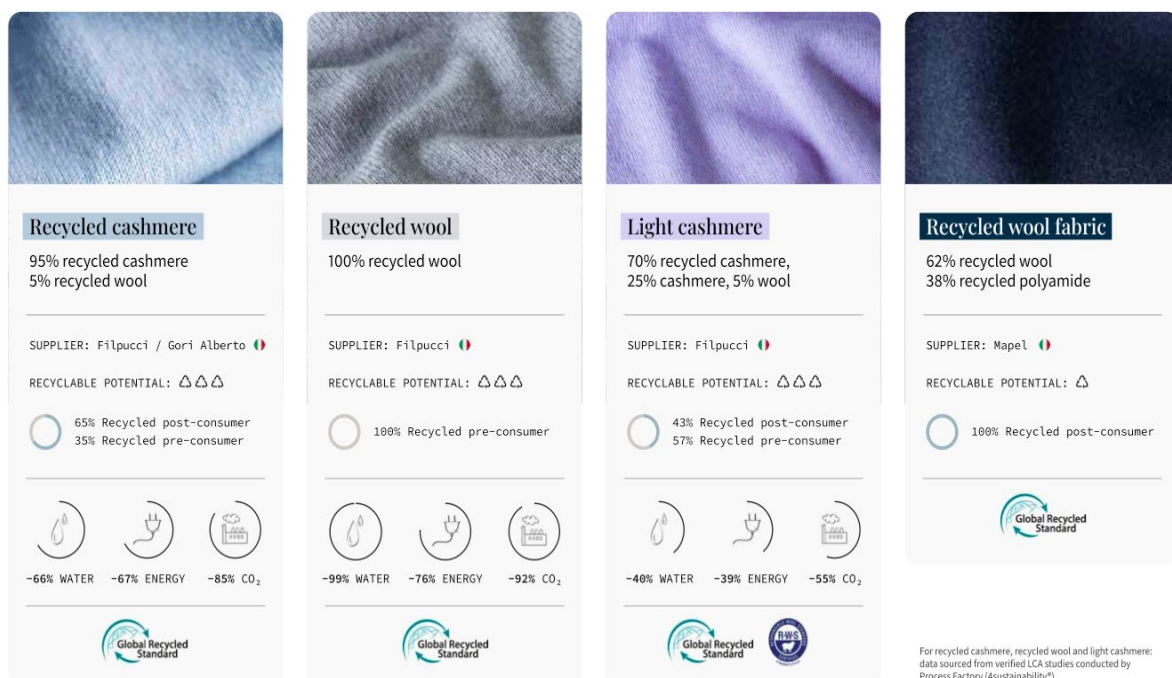 Recycled cashmere
95% recycled cashmere
5% recycled wool
SUPPLIER: Filpucci / Gori Alberto
RECYCLABLE POTENTIAL:
65% Recycled post-consumer
35% Recycled pre-consumer
-66% WATER
-67% ENERGY
-85% CO₂
Global Recycled
Standard
Recycled wool
100% recycled wool
SUPPLIER: Filpucci
RECYCLABLE POTENTIAL:
100% Recycled pre-consumer
-99% WATER
-76% ENERGY
-92% CO₂
Global Recycled
Standard
Light cashmere
70% recycled cashmere,
25% cashmere, 5% wool
SUPPLIER: Filpucci
RECYCLABLE POTENTIAL:
43% Recycled post-consumer
57% Recycled pre-consumer
-40% WATER
-39% ENERGY
-55% CO₂
Global Recycled
Standard
R·W·S
Recycled wool fabric
62% recycled wool
38% recycled polyamide
SUPPLIER: Mapel
RECYCLABLE POTENTIAL:
100% Recycled post-consumer
Global Recycled
Standard
For recycled cashmere, recycled wool and light cashmere:
data sourced from verified LCA studies conducted by
Process Factory (4sustainability®)